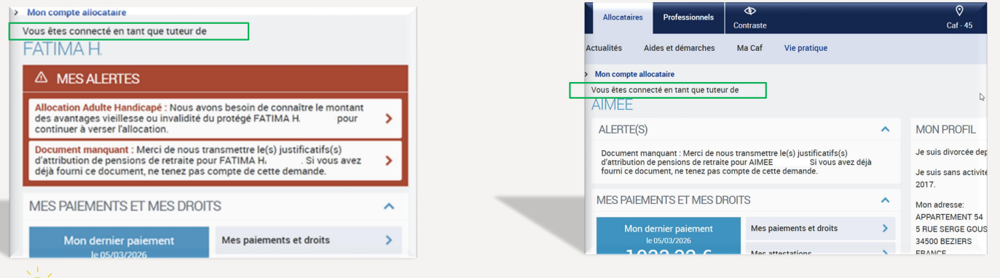 Mon compte allocataire
Vous êtes connecté en tant que tuteur de
FATIMA H.
MES ALERTES
Allocation Adulte Handicapé : Nous avons besoin de connaître le montant
des avantages vieillesse ou invalidité du protégé FATIMA H. pour
continuer à verser l'allocation.
Document manquant : Merci de nous transmettre le(s) justificatifs(s)
d'attribution de pensions de retraite pour FATIMA H. . Si vous avez
déjà fourni ce document, ne tenez pas compte de cette demande.
MES PAIEMENTS ET MES DROITS
Mon dernier paiement
le 05/03/2026
Mes paiements et droits
Allocataires
Professionnels
Contraste
Caf - 45
Actualités
Aides et démarches
Ma Caf
Vie pratique
Mon compte allocataire
Vous êtes connecté en tant que tuteur de
AIMEE
ALERTE(S)
Document manquant : Merci de nous transmettre le(s) justificatifs(s)
d'attribution de pensions de retraite pour AIMEE Si vous avez déjà
fourni ce document, ne tenez pas compte de cette demande.
MES PAIEMENTS ET MES DROITS
Mon dernier paiement
le 05/03/2026
Mes paiements et droits
Mes attestations
MON PROFIL
Je suis divorcée dep
Je suis sans activité
2017.
Mon adresse:
APPARTEMENT 54
5 RUE SERGE GOUS
34500 BEZIERS
FRANCE